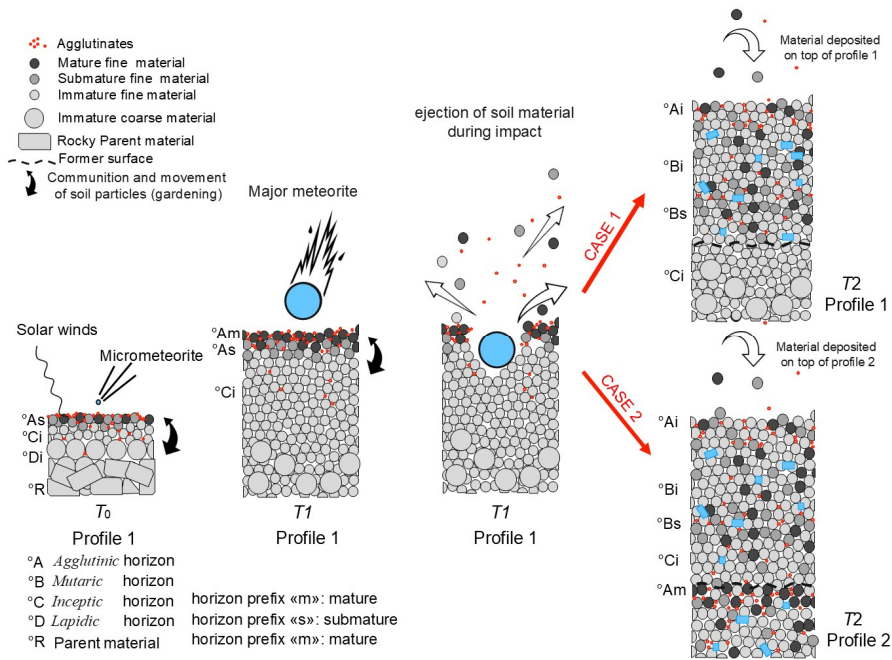 Agglutinates
Mature fine material
Submature fine material
Immature fine material
Immature coarse material
Rocky Parent material
Former surface
Communition and movement
of soil particles (gardening)
Solar winds
Micrometeorite
°As
°Ci
°Di
°R
T0
Profile 1
Major meteorite
°Am
°As
°Ci
T1
Profile 1
ejection of soil material
during impact
T1
Profile 1
CASE 1
CASE 2
Material deposited
on top of profile 1
°Ai
°Bi
°Bs
°Ci
T2
Profile 1
Material deposited
on top of profile 2
°Ai
°Bi
°Bs
°Ci
°Am
T2
Profile 2
°A Agglutinic horizon
°B Mutaric horizon
°C Inceptic horizon horizon prefix «m»: mature
°D Lapidic horizon horizon prefix «s»: submature
°R Parent material horizon prefix «m»: mature